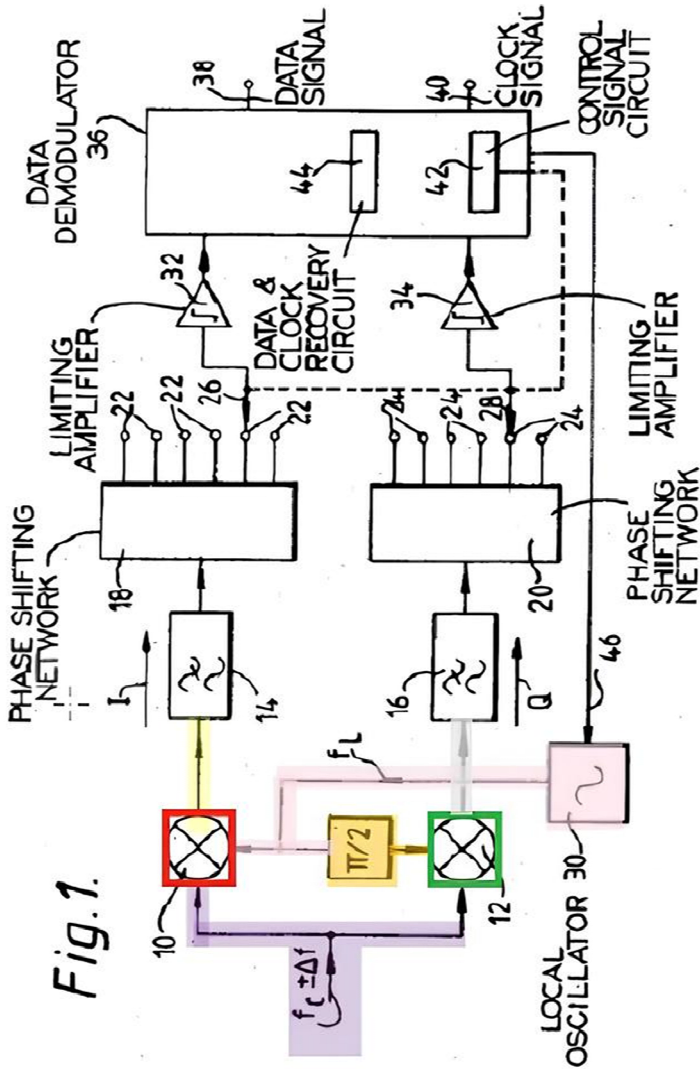 Fig.1.
PHASE SHIFTING
NETWORK
LIMITING
AMPLIFIER
DATA
DEMODULATOR
36
I
18
22
22
26
22
32
38
DATA
SIGNAL
10
14
fc ±Δf
π/2
fL
DATA &
CLOCK
RECOVERY
CIRCUIT
44
12
16
Q
20
24
24
28
24
34
42
40
CLOCK
SIGNAL
CONTROL
SIGNAL
CIRCUIT
LOCAL
OSCILLATOR
30
46
PHASE
SHIFTING
NETWORK
LIMITING
AMPLIFIER